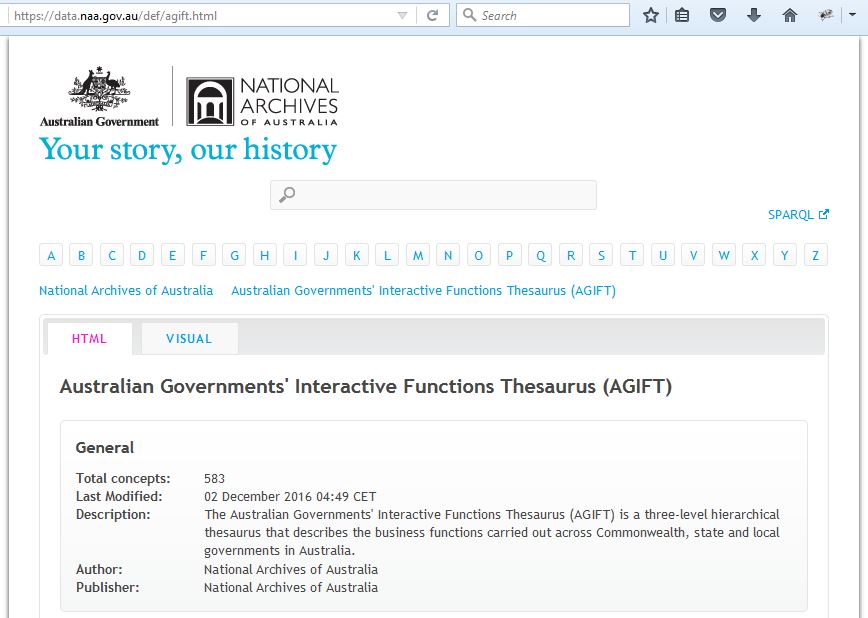 https://data.naa.gov.au/def/agift.html
Search
Australian Government
NATIONAL
ARCHIVES
OF AUSTRALIA
Your story, our history
SPARQL
A B C D E F G H I J K L M N O P Q R S T U V W X Y Z
National Archives of Australia Australian Governments' Interactive Functions Thesaurus (AGIFT)
HTML VISUAL
Australian Governments' Interactive Functions Thesaurus (AGIFT)
General
Total concepts: 583
Last Modified: 02 December 2016 04:49 CET
Description: The Australian Governments' Interactive Functions Thesaurus (AGIFT) is a three-level hierarchical
thesaurus that describes the business functions carried out across Commonwealth, state and local
governments in Australia.
Author: National Archives of Australia
Publisher: National Archives of Australia